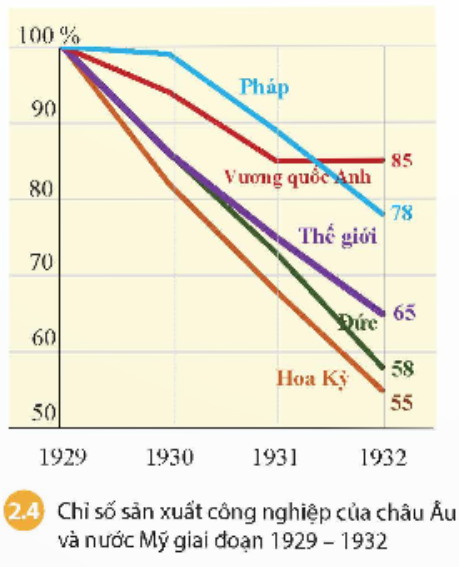 100 %
Pháp
90
85
Vương quốc Anh
80
78
Thế giới
70
65
Đức
60
58
Hoa Kỳ
55
50
1929 1930 1931 1932
2.4 Chỉ số sản xuất công nghiệp của châu Âu
và nước Mỹ giai đoạn 1929 – 1932